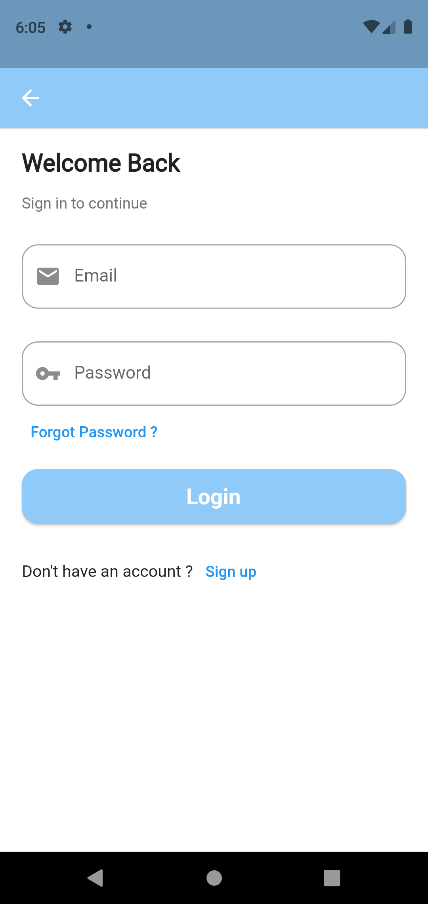 6:05
Welcome Back
Sign in to continue
Email
Password
Forgot Password ?
Login
Don't have an account ? Sign up